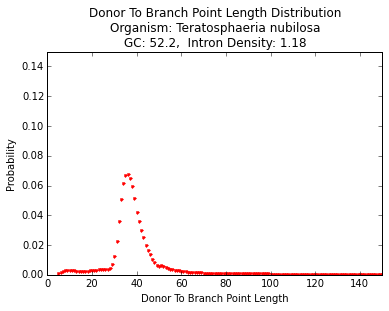 Donor To Branch Point Length Distribution
Organism: Teratosphaeria nubilosa
GC: 52.2,  Intron Density: 1.18
0.14
0.12
0.10
0.08
0.06
0.04
0.02
0.00
Probability
0 20 40 60 80 100 120 140
Donor To Branch Point Length